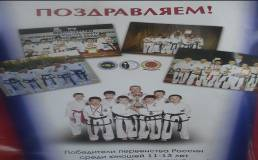 ПОЗДРАВЛЯЕМ!
Победители первенства России
среди юношей 11-13 лет